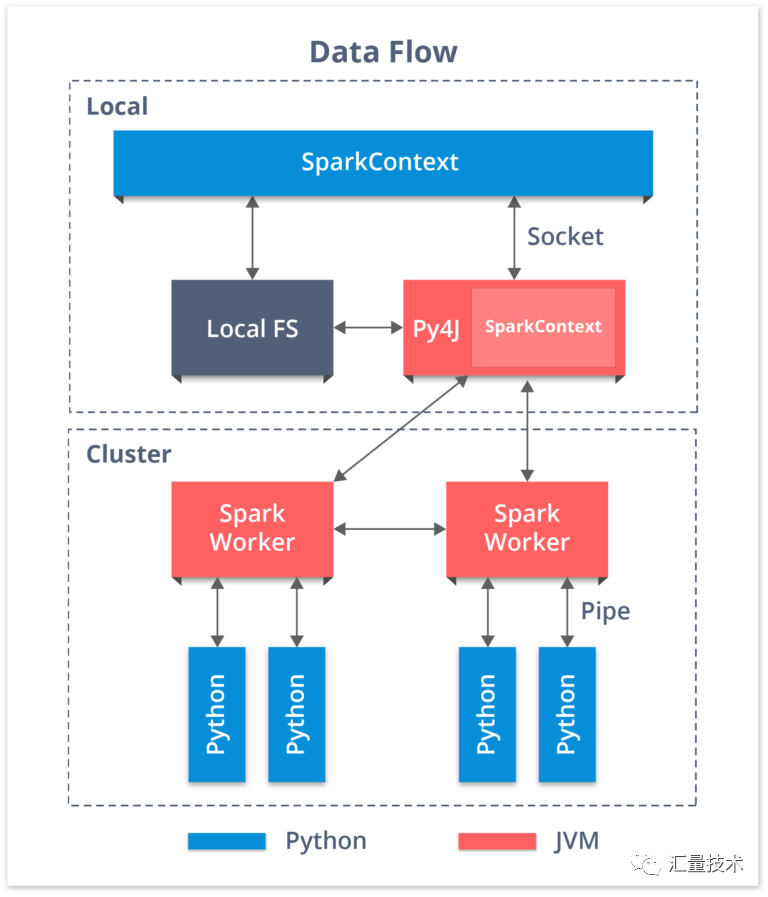 Data Flow
Local
SparkContext
Socket
Local FS
Py4J
SparkContext
Cluster
Spark
Worker
Spark
Worker
Pipe
Python
Python
Python
Python
Python
JVM
汇量技术